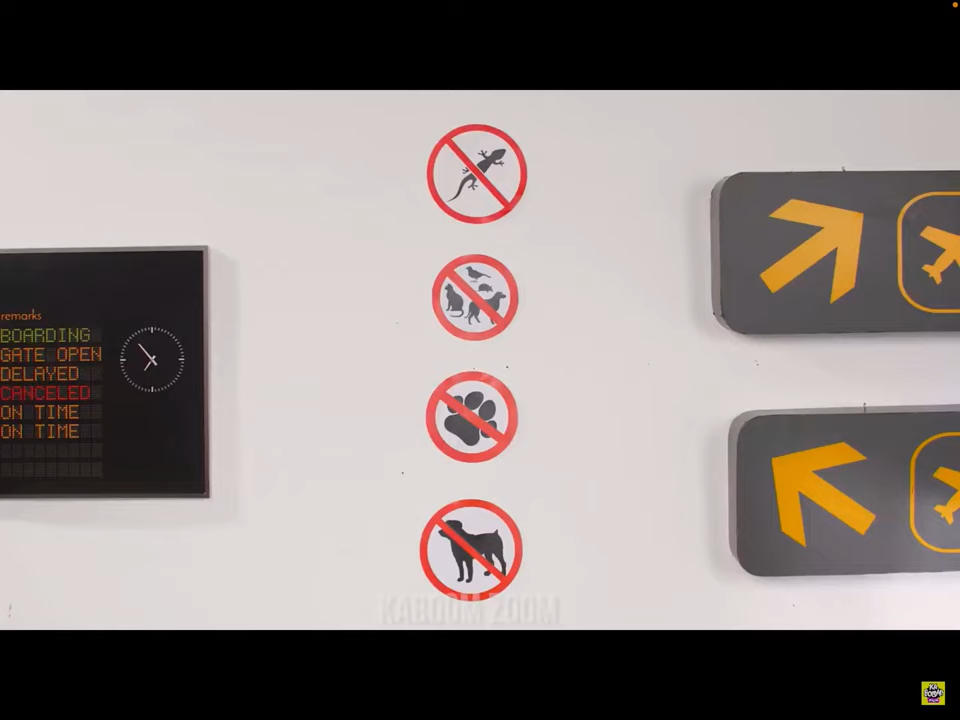 remarks
BOARDING
GATE OPEN
DELAYED
CANCELED
ON TIME
ON TIME
KABOOM ZOOM